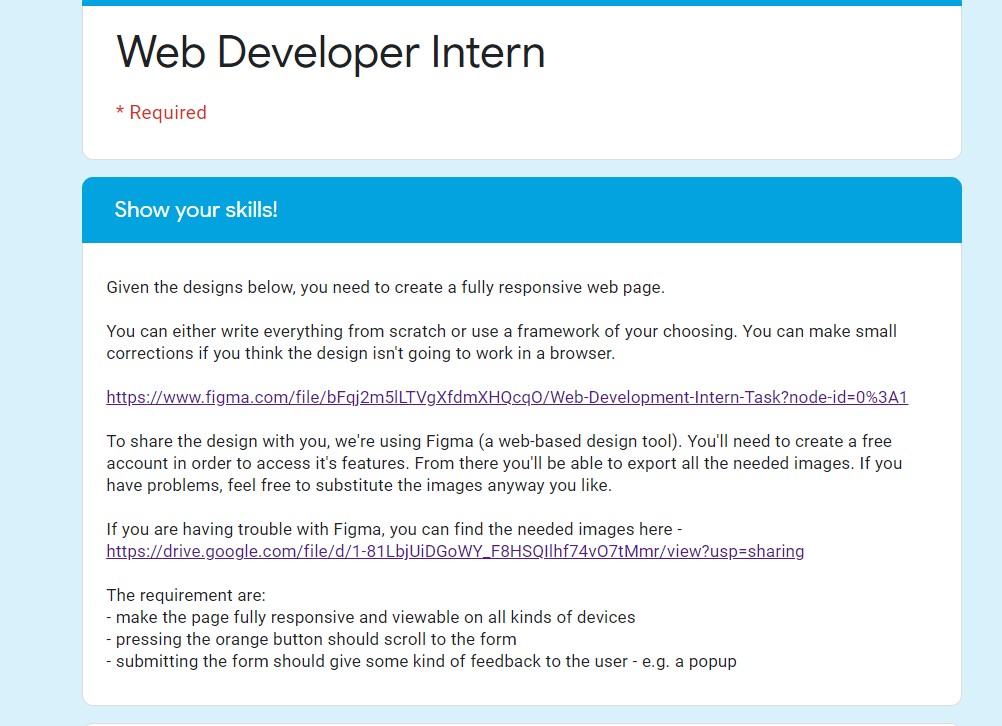 Web Developer Intern
* Required
Show your skills!
Given the designs below, you need to create a fully responsive web page.
You can either write everything from scratch or use a framework of your choosing. You can make small
corrections if you think the design isn't going to work in a browser.
https://www.figma.com/file/bFqj2m5lLTVgXfdmXHQcqO/Web-Development-Intern-Task?node-id=0%3A1
To share the design with you, we're using Figma (a web-based design tool). You'll need to create a free
account in order to access it's features. From there you'll be able to export all the needed images. If you
have problems, feel free to substitute the images anyway you like.
If you are having trouble with Figma, you can find the needed images here -
https://drive.google.com/file/d/1-81LbjUiDGoWY_F8HSQIlhf74vO7tMmr/view?usp=sharing
The requirement are:
- make the page fully responsive and viewable on all kinds of devices
- pressing the orange button should scroll to the form
- submitting the form should give some kind of feedback to the user - e.g. a popup